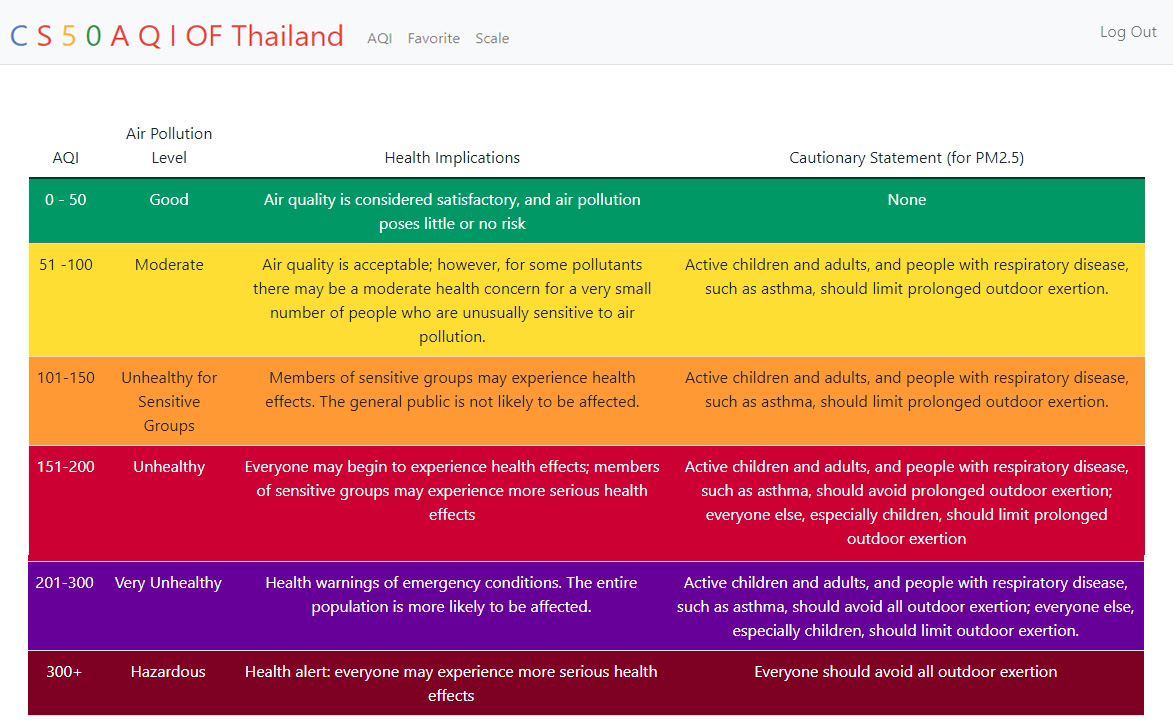 C S 5 0 A Q I OF Thailand AQI Favorite Scale Log Out
Air Pollution
AQI Level Health Implications Cautionary Statement (for PM2.5)
0 - 50 Good Air quality is considered satisfactory, and air pollution None
poses little or no risk
51 -100 Moderate Air quality is acceptable; however, for some pollutants Active children and adults, and people with respiratory disease,
there may be a moderate health concern for a very small such as asthma, should limit prolonged outdoor exertion.
number of people who are unusually sensitive to air
pollution.
101-150 Unhealthy for Members of sensitive groups may experience health Active children and adults, and people with respiratory disease,
Sensitive effects. The general public is not likely to be affected. such as asthma, should limit prolonged outdoor exertion.
Groups
151-200 Unhealthy Everyone may begin to experience health effects; members Active children and adults, and people with respiratory disease,
of sensitive groups may experience more serious health such as asthma, should avoid prolonged outdoor exertion;
effects everyone else, especially children, should limit prolonged
outdoor exertion
201-300 Very Unhealthy Health warnings of emergency conditions. The entire Active children and adults, and people with respiratory disease,
population is more likely to be affected. such as asthma, should avoid all outdoor exertion; everyone else,
especially children, should limit outdoor exertion.
300+ Hazardous Health alert: everyone may experience more serious health Everyone should avoid all outdoor exertion
effects